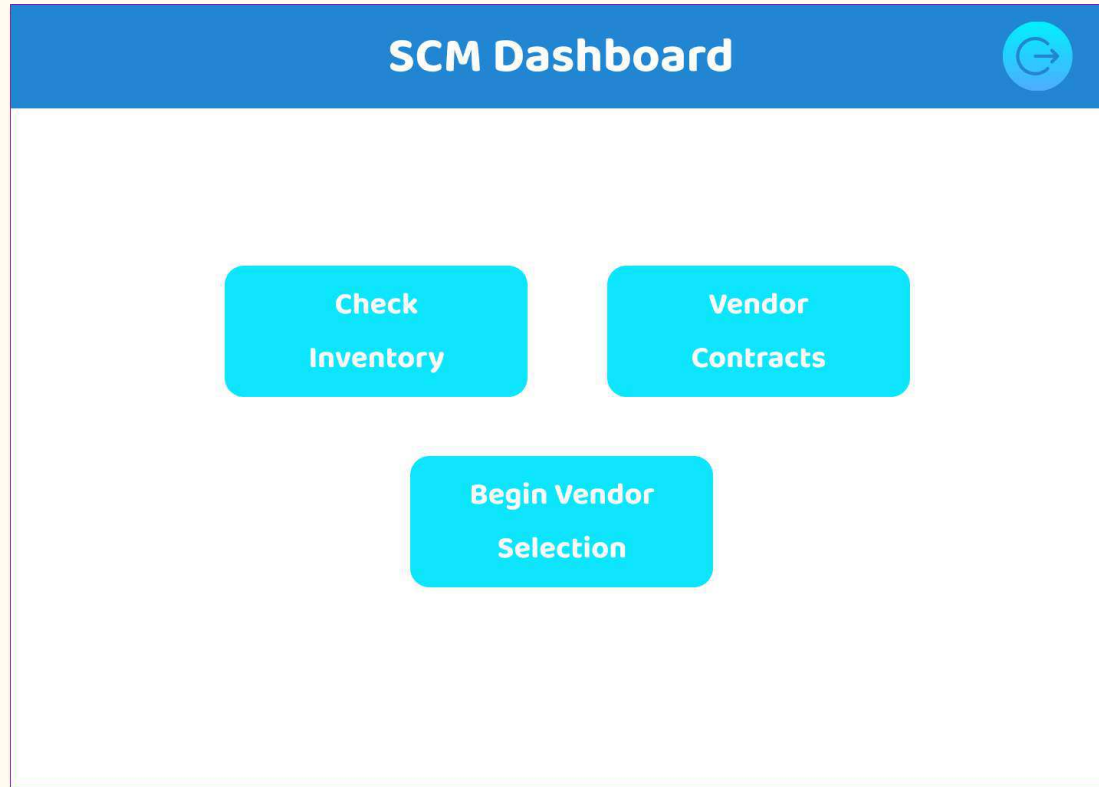 SCM Dashboard
Check
Inventory
Vendor
Contracts
Begin Vendor
Selection